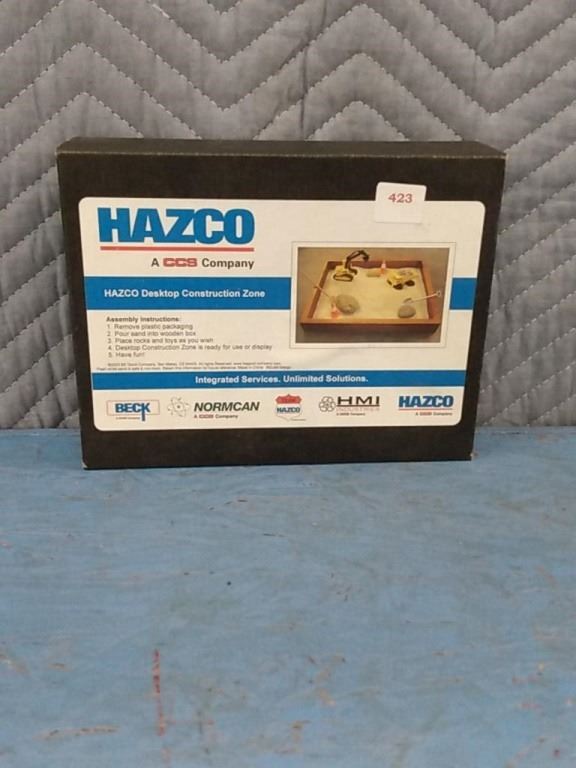 423
HAZCO
A CCS Company
HAZCO Desktop Construction Zone
Assembly Instructions:
1. Remove plastic packaging
2. Pour sand into wooden box
3. Place rocks and toys as you wish
4. Desktop Construction Zone is ready for use or display
5. Have fun!
Integrated Services. Unlimited Solutions.
BECK
NORMCAN
A CCS Company
HAZCO
HMI
INDUSTRIES
HAZCO
A CCS Company